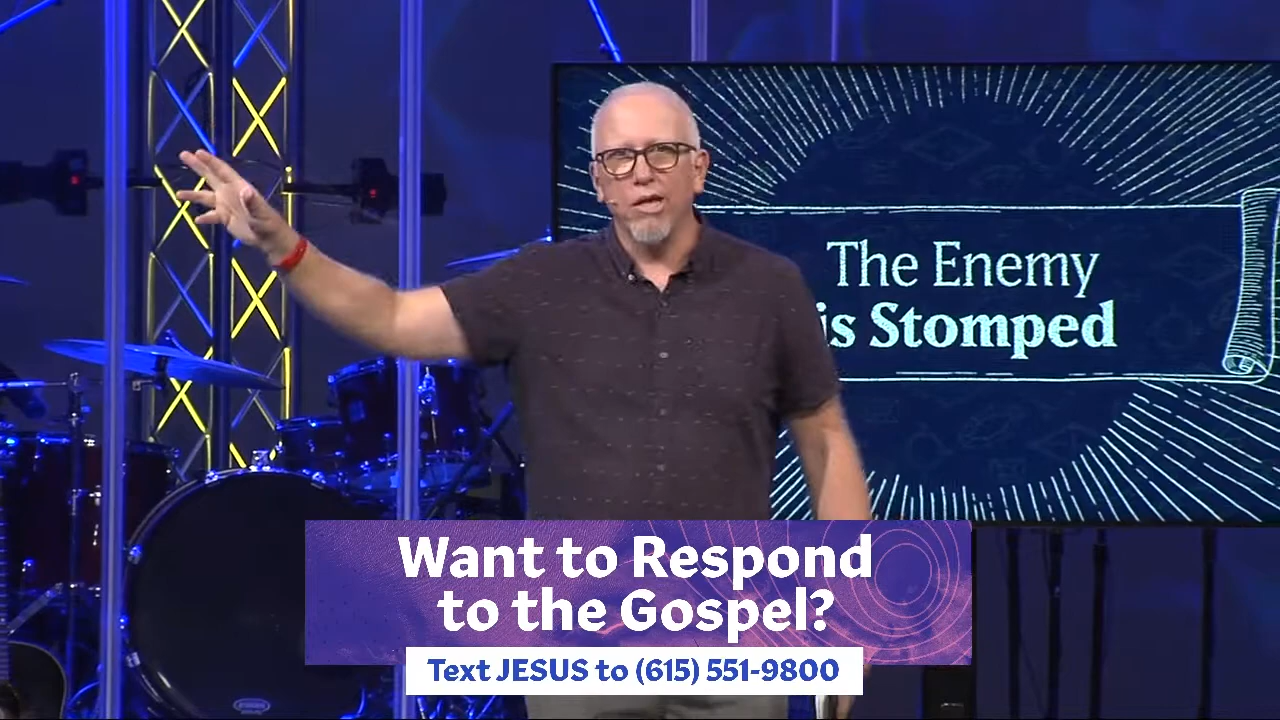 The Enemy
is Stomped
Want to Respond
to the Gospel?
Text JESUS to (615) 551-9800